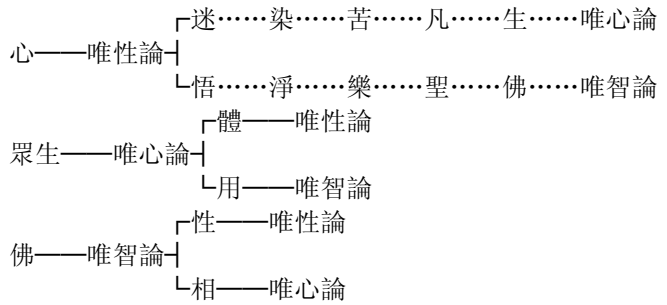 ┌迷……染……苦……凡……生……唯心論
心——唯性論┤
└悟……淨……樂……聖……佛……唯智論
┌體——唯性論
眾生——唯心論┤
└用——唯智論
┌性——唯性論
佛——唯智論┤
└相——唯心論